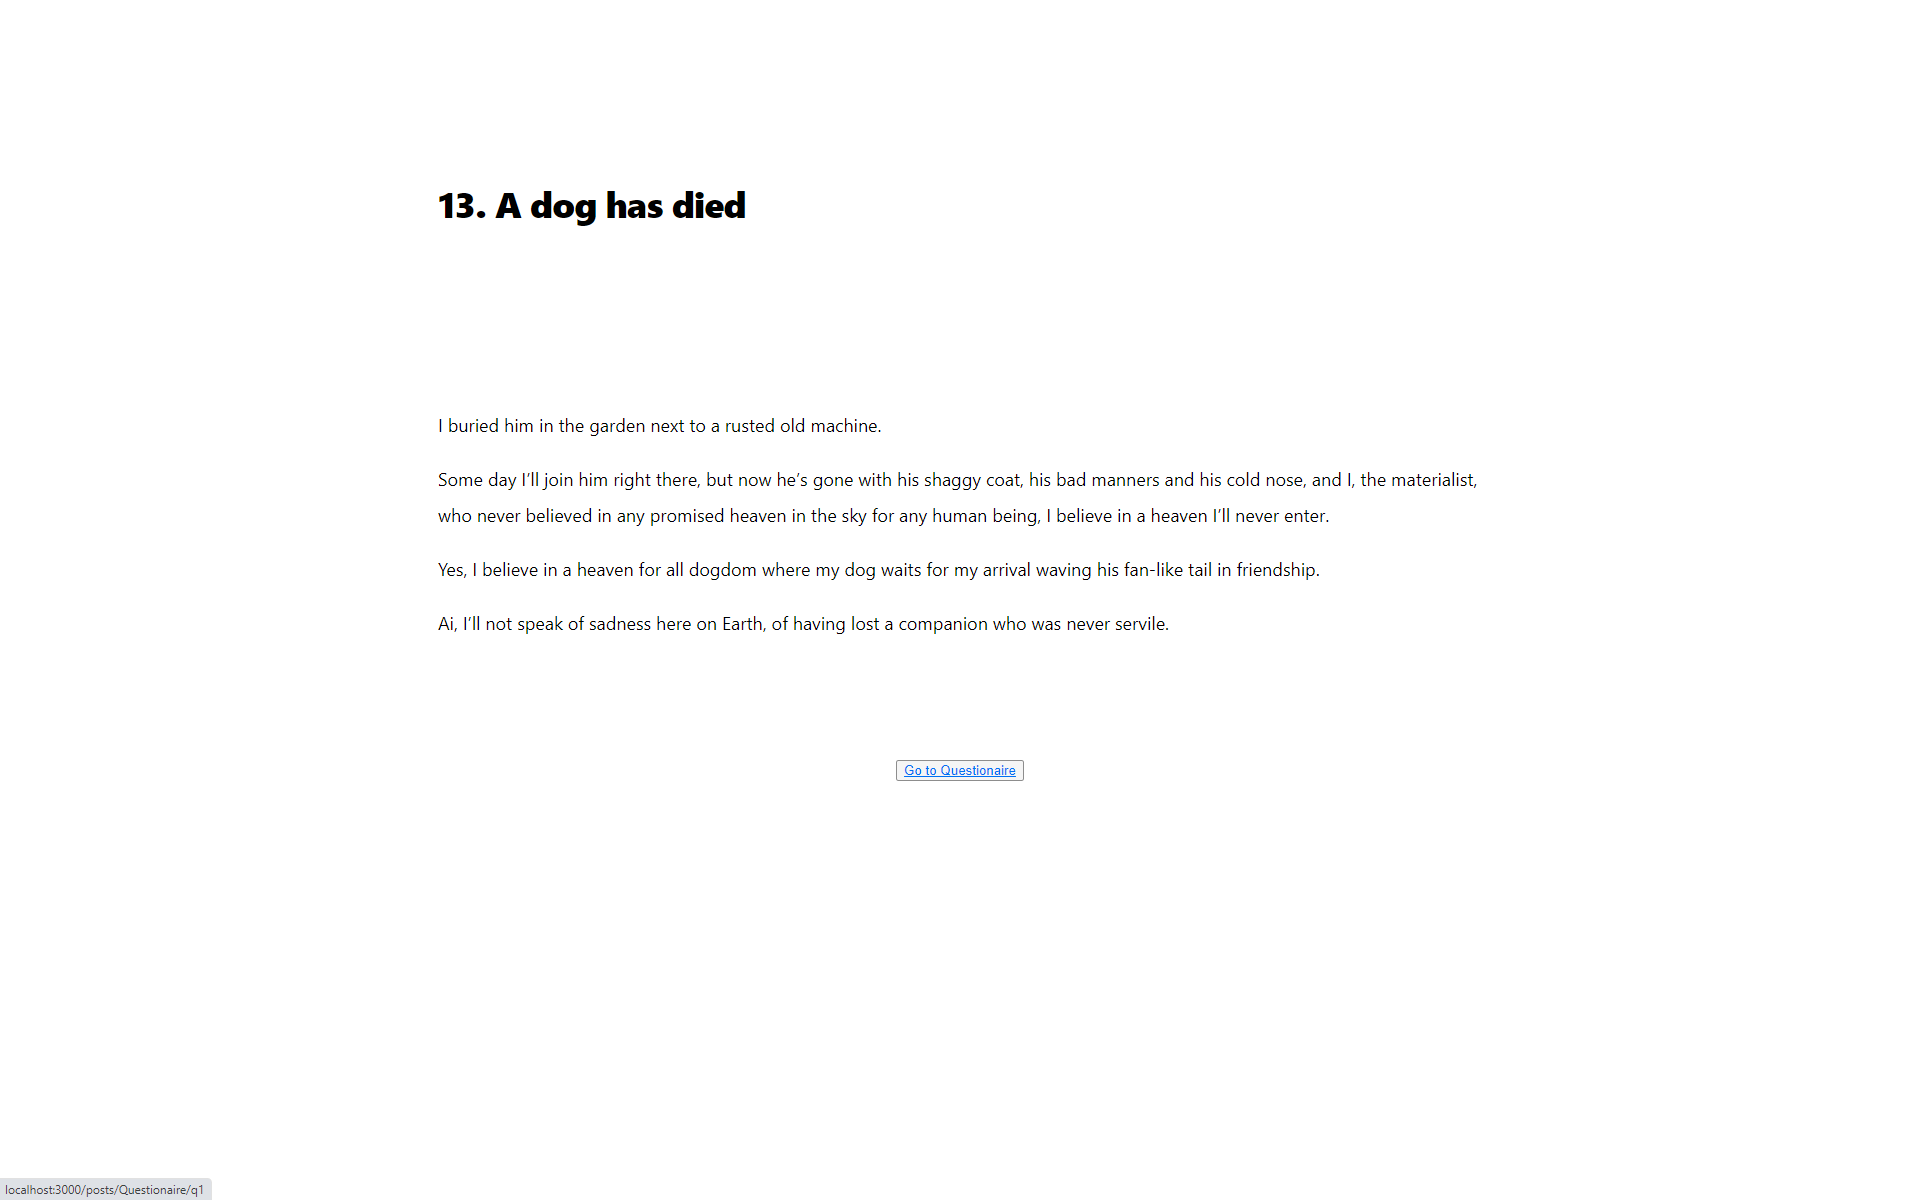 13. A dog has died
I buried him in the garden next to a rusted old machine.
Some day I’ll join him right there, but now he’s gone with his shaggy coat, his bad manners and his cold nose, and I, the materialist,
who never believed in any promised heaven in the sky for any human being, I believe in a heaven I’ll never enter.
Yes, I believe in a heaven for all dogdom where my dog waits for my arrival waving his fan-like tail in friendship.
Ai, I’ll not speak of sadness here on Earth, of having lost a companion who was never servile.
Go to Questionaire
localhost:3000/posts/Questionaire/q1